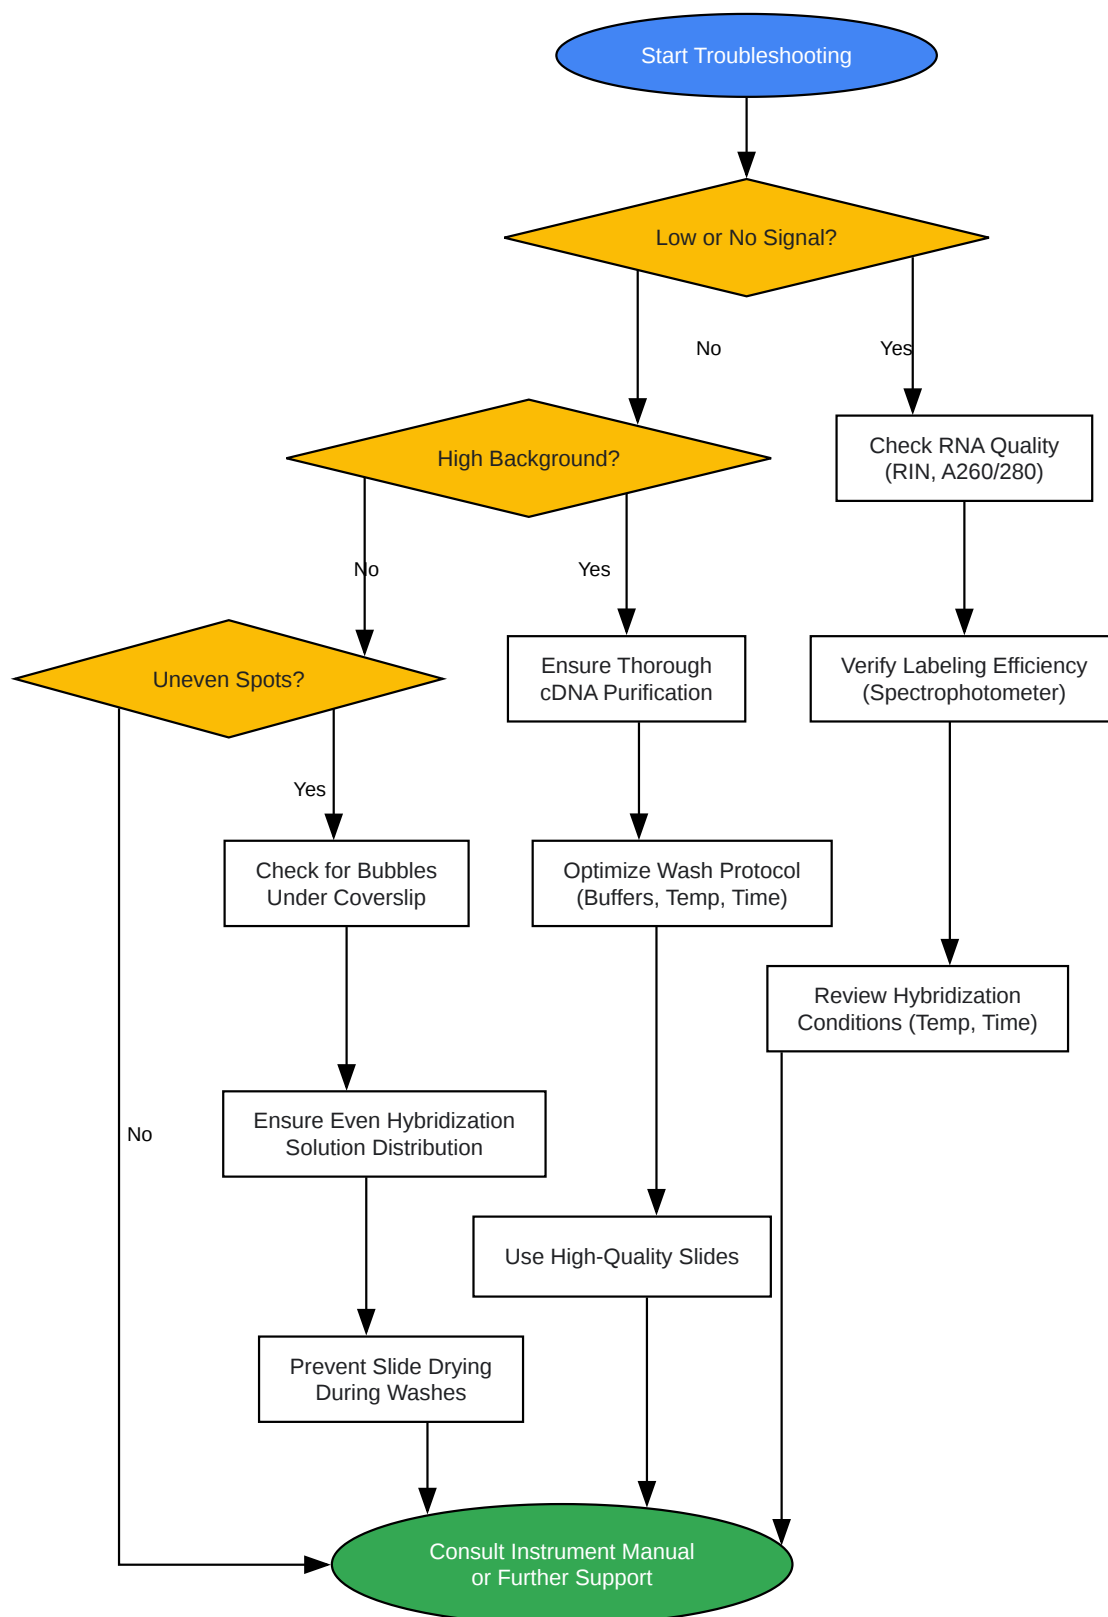 Start Troubleshooting
Low or No Signal?
No
Yes
Check RNA Quality
(RIN, A260/280)
High Background?
No
Yes
Ensure Thorough
cDNA Purification
Verify Labeling Efficiency
(Spectrophotometer)
Uneven Spots?
Yes
Check for Bubbles
Under Coverslip
Optimize Wash Protocol
(Buffers, Temp, Time)
Review Hybridization
Conditions (Temp, Time)
No
Ensure Even Hybridization
Solution Distribution
Use High-Quality Slides
Prevent Slide Drying
During Washes
Consult Instrument Manual
or Further Support